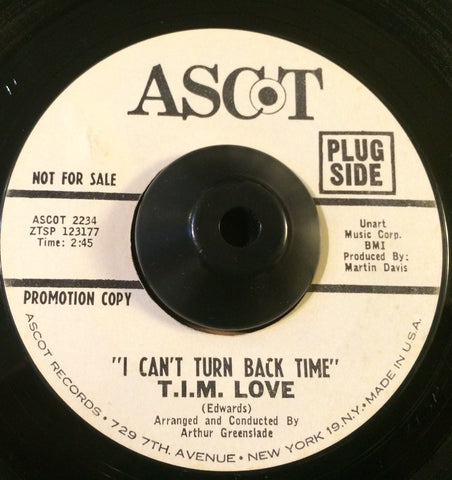 ASCOT
PLUG
SIDE
NOT FOR SALE
ASCOT 2234
ZTSP 123177
Time: 2:45
Unart
Music Corp.
BMI
Produced By:
Martin Davis
PROMOTION COPY
"I CAN'T TURN BACK TIME"
T.I.M. LOVE
(Edwards)
Arranged and Conducted By
Arthur Greenslade
ASCOT RECORDS • 729 7TH. AVENUE • NEW YORK 19.N.Y. • MADE IN U.S.A.